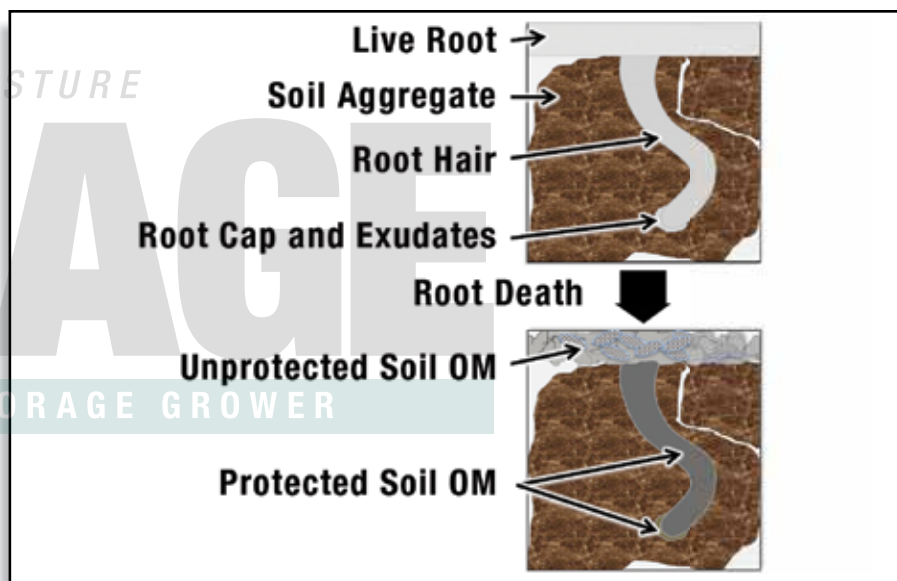 Live Root
STURE
Soil Aggregate
AGE
Root Hair
Root Cap and Exudates
Root Death
Unprotected Soil OM
ORAGE GROWER
Protected Soil OM